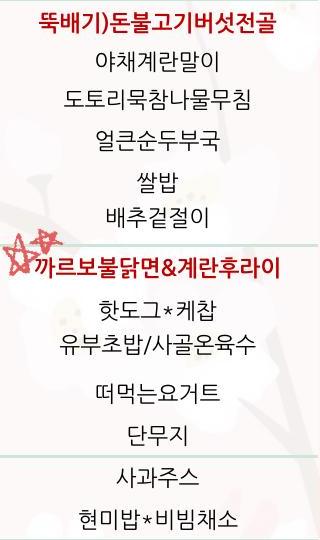 뚝배기)돈불고기버섯전골
야채계란말이
도토리묵참나물무침
얼큰순두부국
쌀밥
배추겉절이
까르보불닭면&계란후라이
핫도그*케찹
유부초밥/사골온육수
떠먹는요거트
단무지
사과주스
현미밥*비빔채소